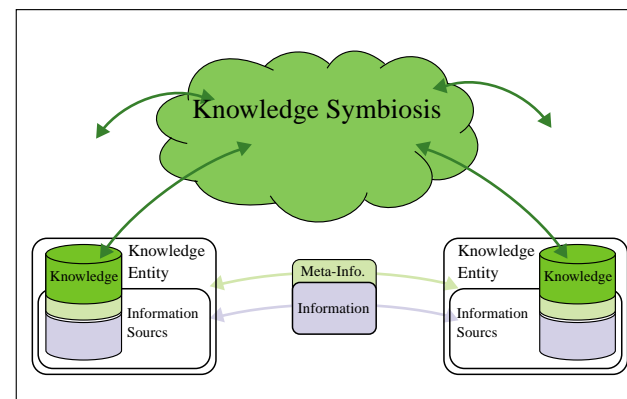 Knowledge Symbiosis
Knowledge
Entity
Knowledge
Information
Sourcs
Meta-Info.
Information
Knowledge
Entity
Knowledge
Information
Sourcs